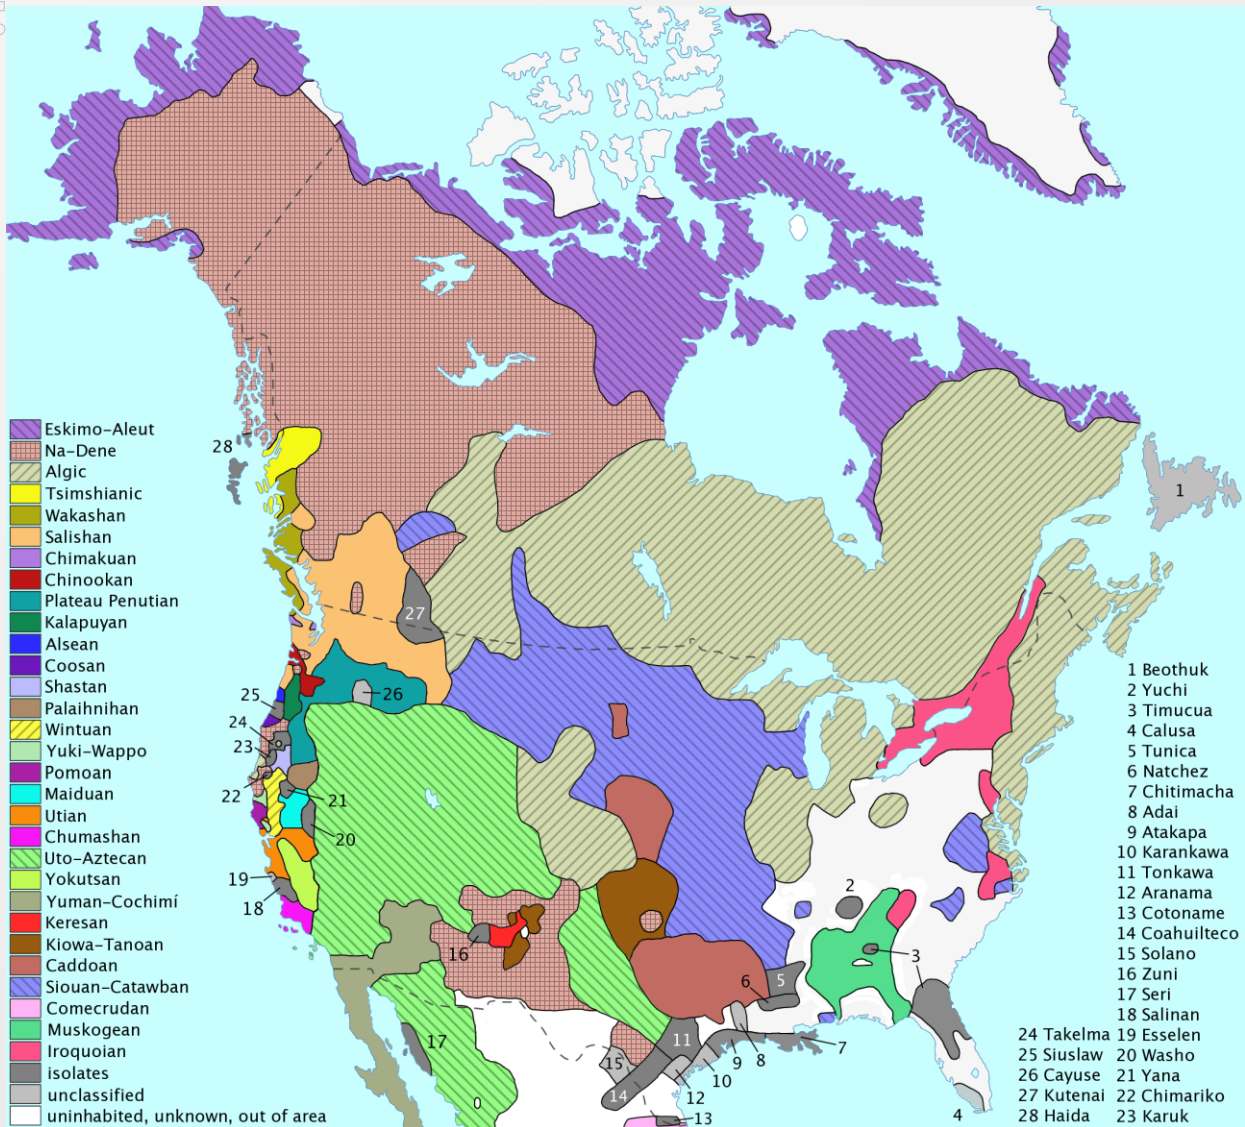 Eskimo-Aleut
Na-Dene
Algic
Tsimshianic
Wakashan
Salishan
Chimakuan
Chinookan
Plateau Penutian
Kalapuyan
Alsean
Coosan
Shastan
Palaihnihan
Wintuan
Yuki-Wappo
Pomoan
Maiduan
Utian
Chumashan
Uto-Aztecan
Yokutsan
Yuman-Cochimí
Keresan
Kiowa-Tanoan
Caddoan
Siouan-Catawban
Comecrudan
Muskogean
Iroquoian
isolates
unclassified
uninhabited, unknown, out of area
28
1
27
26
25
24
23
22
21
20
19
18
16
17
2
3
5
6
7
8
9
10
11
12
13
14
15
4
0
1 Beothuk
2 Yuchi
3 Timucua
4 Calusa
5 Tunica
6 Natchez
7 Chitimacha
8 Adai
9 Atakapa
10 Karankawa
11 Tonkawa
12 Aranama
13 Cotoname
14 Coahuilteco
15 Solano
16 Zuni
17 Seri
18 Salinan
19 Esselen
20 Washo
21 Yana
22 Chimariko
23 Karuk
24 Takelma
25 Siuslaw
26 Cayuse
27 Kutenai
28 Haida